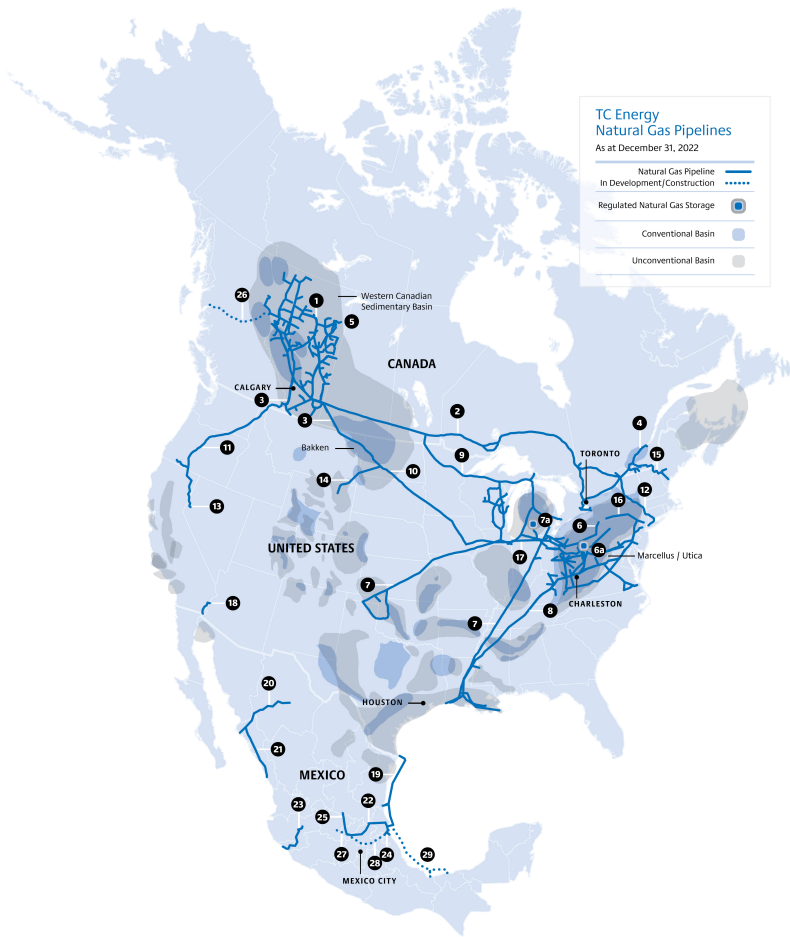 TC Energy
Natural Gas Pipelines
As at December 31, 2022
Natural Gas Pipeline
In Development/Construction
Regulated Natural Gas Storage
Conventional Basin
Unconventional Basin
26
1
Western Canadian
Sedimentary Basin
5
CANADA
CALGARY
3
3
2
4
11
Bakken
9
TORONTO
15
10
14
12
16
13
7a
6
UNITED STATES
6a
17
Marcellus / Utica
7
18
CHARLESTON
8
7
20
HOUSTON
21
MEXICO
19
22
23
25
27
28
24
29
MEXICO CITY